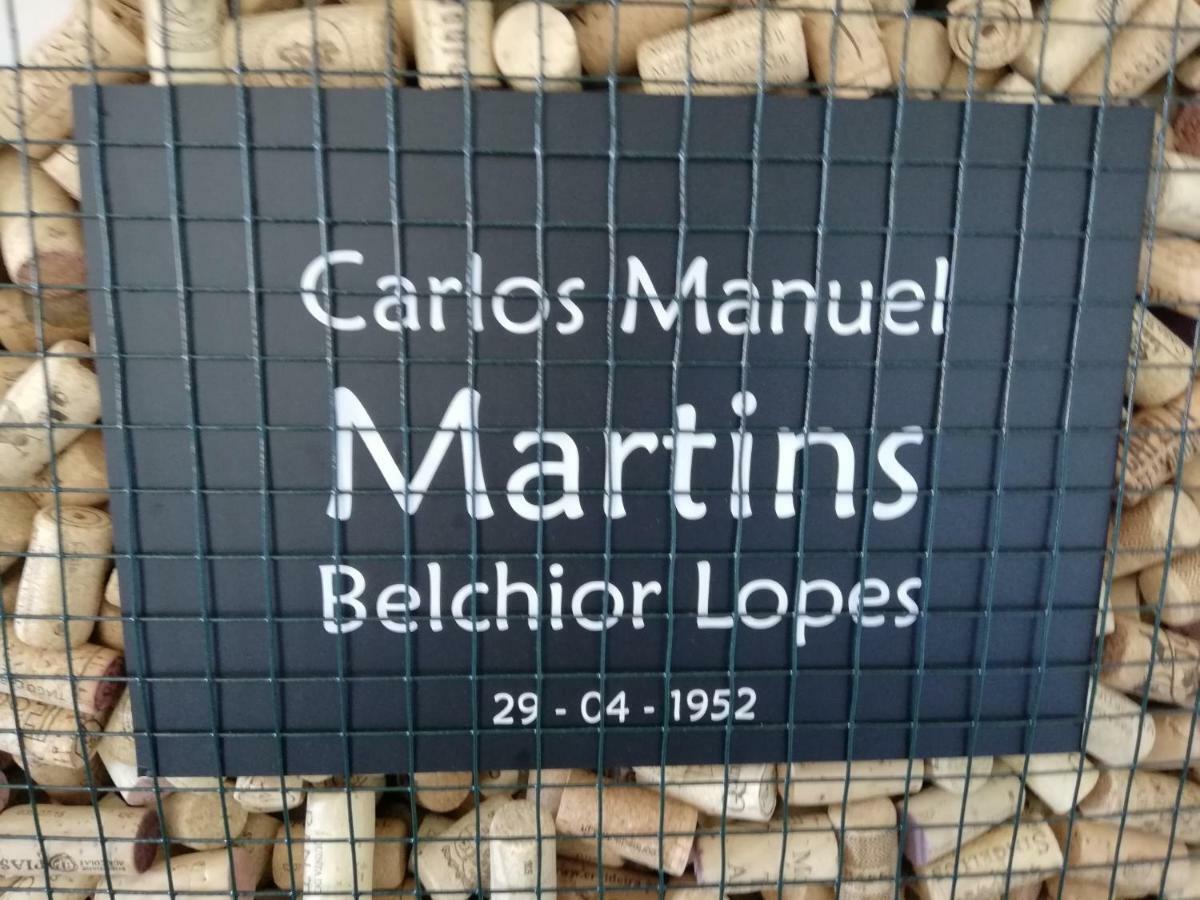 Carlos Manuel
Martins
Belchior Lopes
29 - 04 - 1952